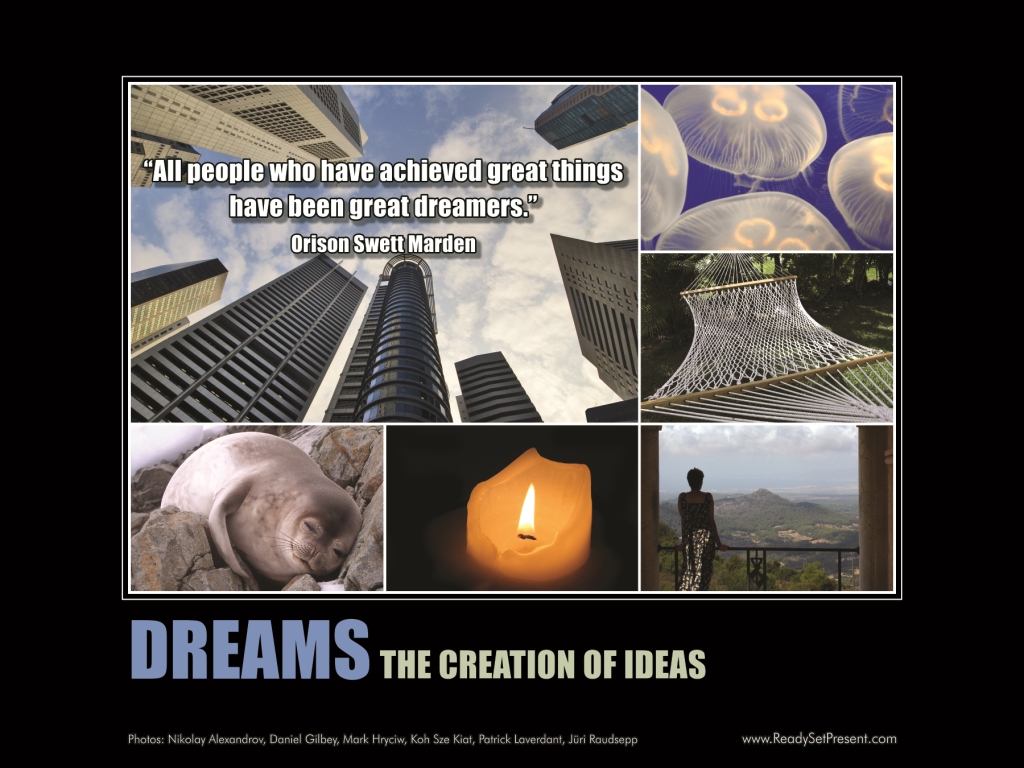 “All people who have achieved great things
have been great dreamers.”
Orison Swett Marden
DREAMS THE CREATION OF IDEAS
Photos: Nikolay Alexandrov, Daniel Gilbey, Mark Hryciw, Koh Sze Kiat, Patrick Laverdant, Jüri Raudsepp
www.ReadySetPresent.com